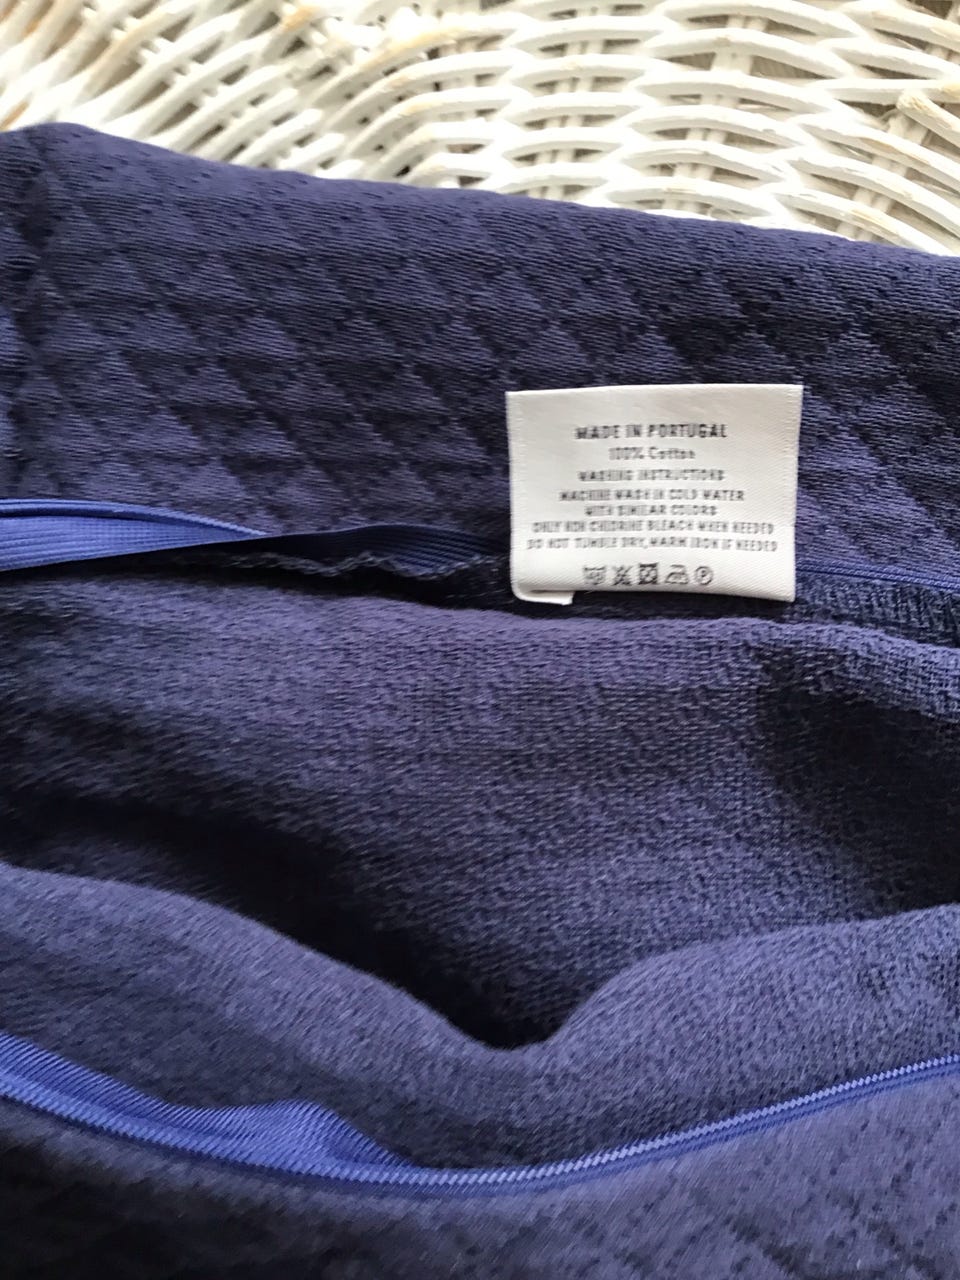 MADE IN PORTUGAL
100% Cotton
WASHING INSTRUCTIONS
MACHINE WASH IN COLD WATER
WITH SIMILAR COLORS
ONLY NON CHLORINE BLEACH WHEN NEEDED
DO NOT TUMBLE DRY, WARM IRON IF NEEDED